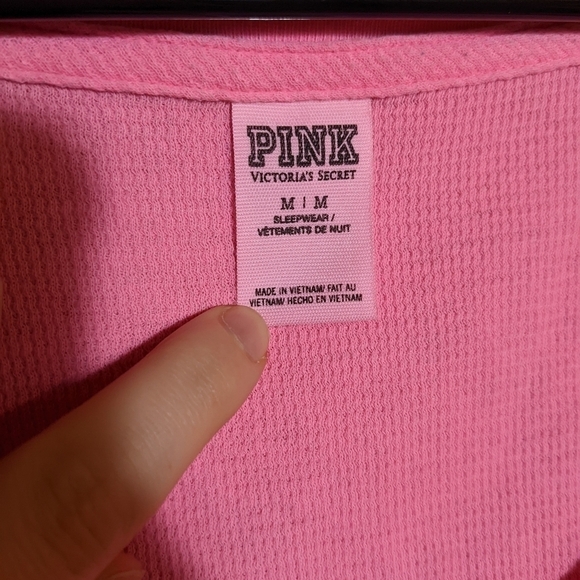 PINK
VICTORIA'S SECRET
M | M
SLEEPWEAR /
VÊTEMENTS DE NUIT
MADE IN VIETNAM/ FAIT AU
VIETNAM/ HECHO EN VIETNAM